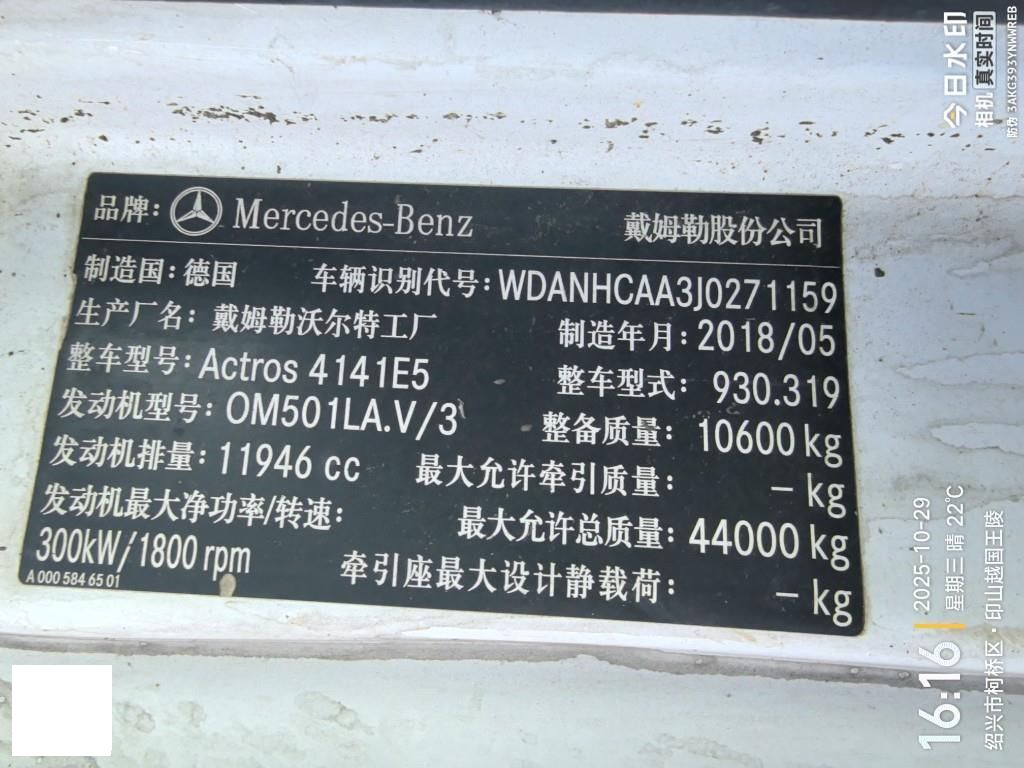 品牌: Mercedes-Benz 戴姆勒股份公司
制造国: 德国 车辆识别代号: WDANHCAA3J0271159
生产厂名: 戴姆勒沃尔特工厂 制造年月: 2018/05
整车型号: Actros 4141E5 整车型式: 930.319
发动机型号: OM501LA.V/3 整备质量: 10600 kg
发动机排量: 11946 cc 最大允许牵引质量: – kg
发动机最大净功率/转速: 最大允许总质量: 44000 kg
300kW/1800 rpm 牵引座最大设计静载荷: – kg
A 000 584 65 01
今日水印
相机 真实时间
防伪 3AKG393YNWWREB
16:16
2025-10-29
星期三 晴 22℃
绍兴市柯桥区·印山越国王陵